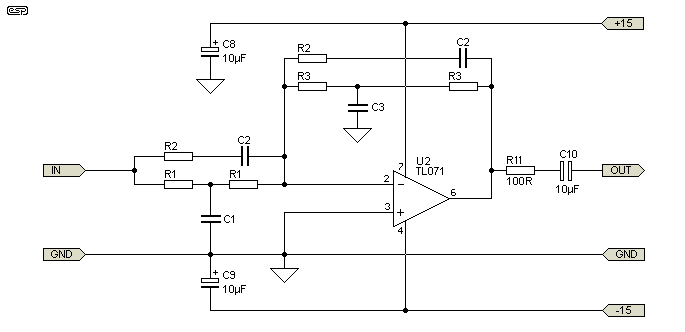 esp
+15
C8
+
10µF
R2
C2
R3
R3
C3
R2
C2
U2
TL071
7
IN
R1
R1
2
−
6
R11
100R
C10
10µF
OUT
3
+
4
C1
GND
GND
+
C9
10µF
-15